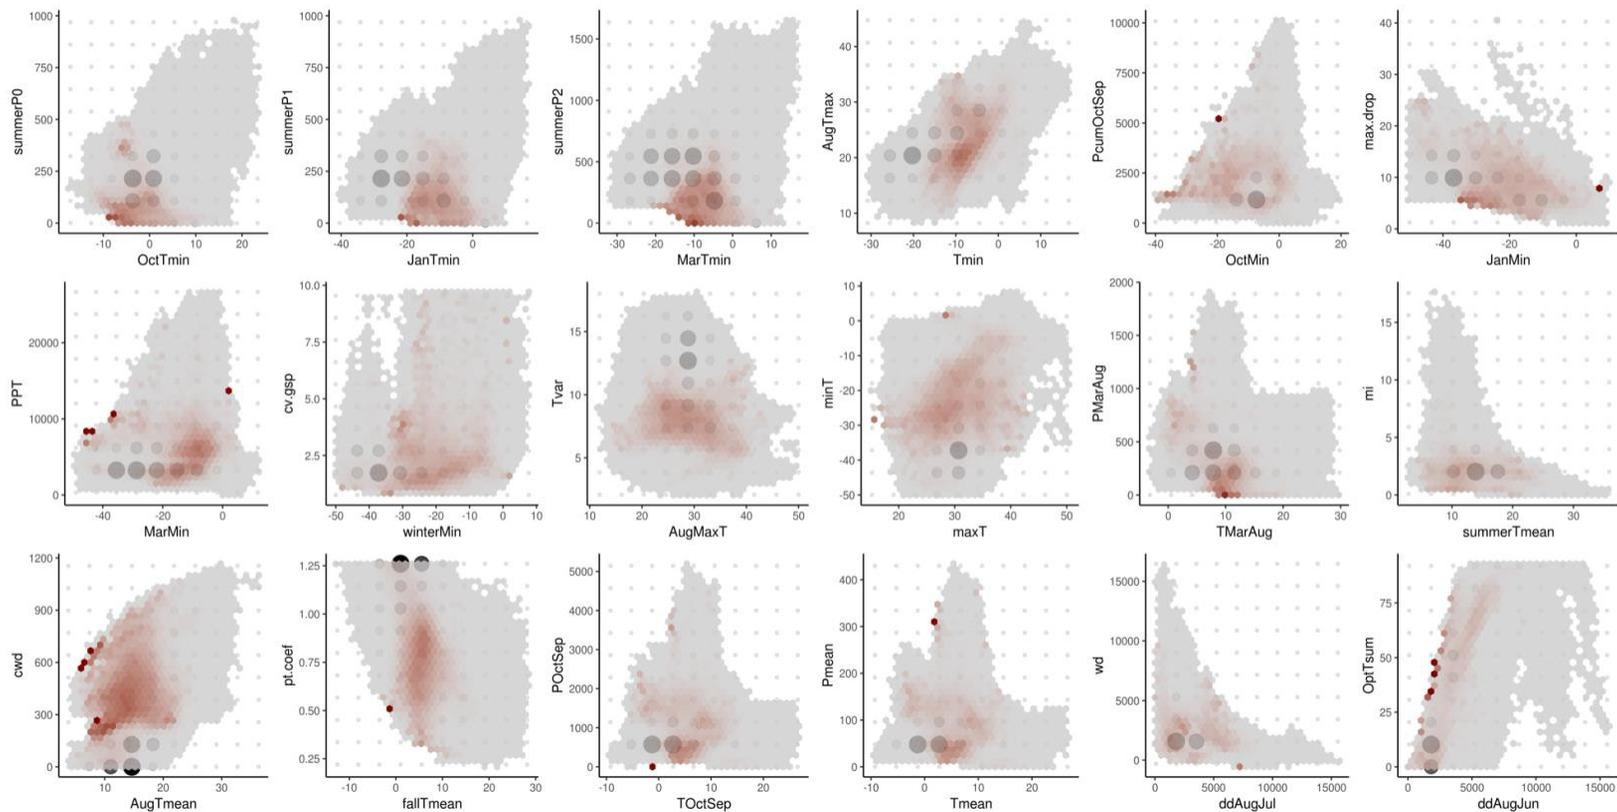 summerP0
1000
750
500
250
0
-10 0 10 20
OctTmin
summerP1
1000
750
500
250
0
-40 -20 0
JanTmin
summerP2
1500
1000
500
0
-30 -20 -10 0 10
MarTmin
AugTmax
40
30
20
10
-30 -20 -10 0 10
Tmin
PcumOctSep
10000
7500
5000
2500
0
-40 -20 0 20
OctMin
max.drop
40
30
20
10
0
-40 -20 0
JanMin
PPT
20000
10000
0
-40 -20 0
MarMin
cv.gsp
10.0
7.5
5.0
2.5
-50 -40 -30 -20 -10 0 10
winterMin
Tvar
15
10
5
10 20 30 40 50
AugMaxT
minT
10
0
-10
-20
-30
-40
-50
20 30 40 50
maxT
PMarAug
2000
1500
1000
500
0
0 10 20 30
TMarAug
mi
15
10
5
0
10 20 30
summerTmean
cwd
1200
900
600
300
0
10 20 30
AugTmean
pt.coef
1.25
1.00
0.75
0.50
0.25
-10 0 10 20 30
fallTmean
POctSep
5000
4000
3000
2000
1000
0
0 10 20
TOctSep
Pmean
400
300
200
100
0
-10 0 10 20
Tmean
wd
15000
10000
5000
0
0 5000 10000 15000
ddAugJul
OptTsum
75
50
25
0
0 5000 10000 15000
ddAugJun